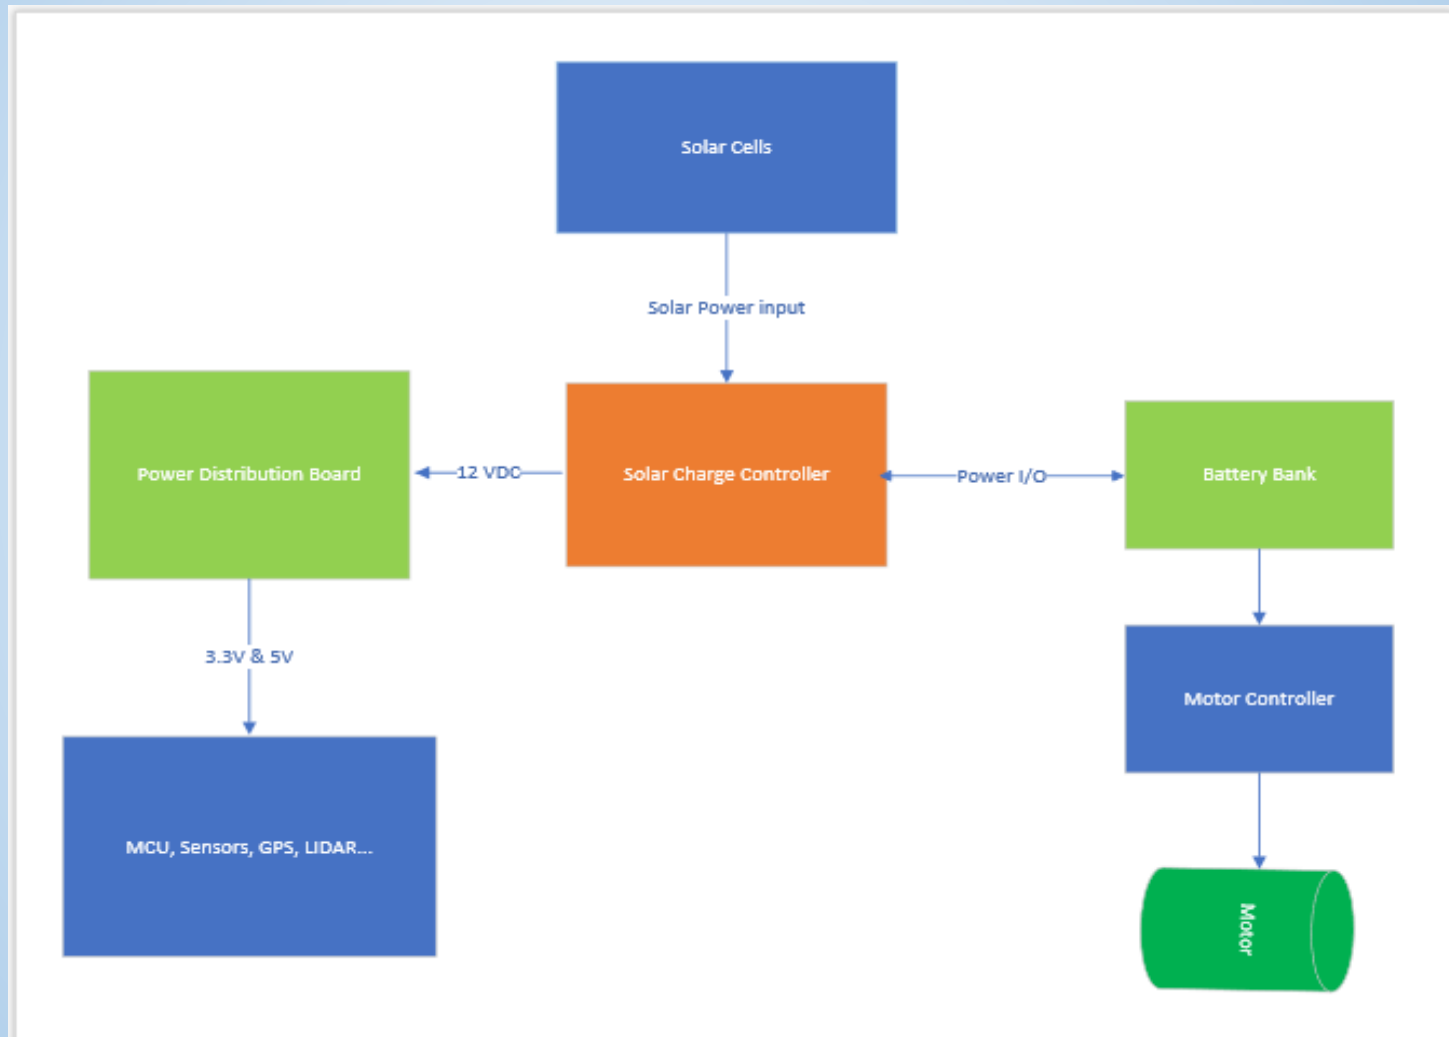 Solar Cells
Solar Power input
Power Distribution Board
12 VDC
Solar Charge Controller
Power I/O
Battery Bank
3.3V & 5V
Motor Controller
MCU, Sensors, GPS, LIDAR...
Motor